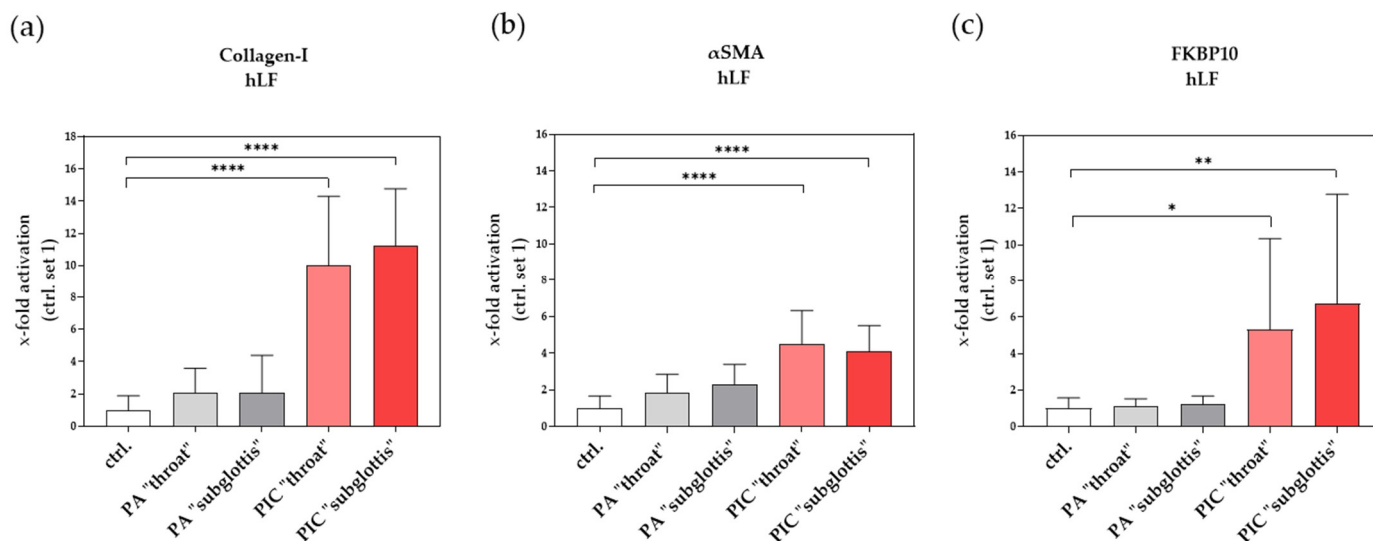 (a)
Collagen-I
hLF
x-fold activation
(ctrl. set 1)
18
16
14
12
10
8
6
4
2
0
****
****
ctrl.
PA "throat"
PA "subglottis"
PIC "throat"
PIC "subglottis"
(b)
αSMA
hLF
x-fold activation
(ctrl. set 1)
16
14
12
10
8
6
4
2
0
****
****
ctrl.
PA "throat"
PA "subglottis"
PIC "throat"
PIC "subglottis"
(c)
FKBP10
hLF
x-fold activation
(ctrl. set 1)
16
14
12
10
8
6
4
2
0
**
*
ctrl.
PA "throat"
PA "subglottis"
PIC "throat"
PIC "subglottis"